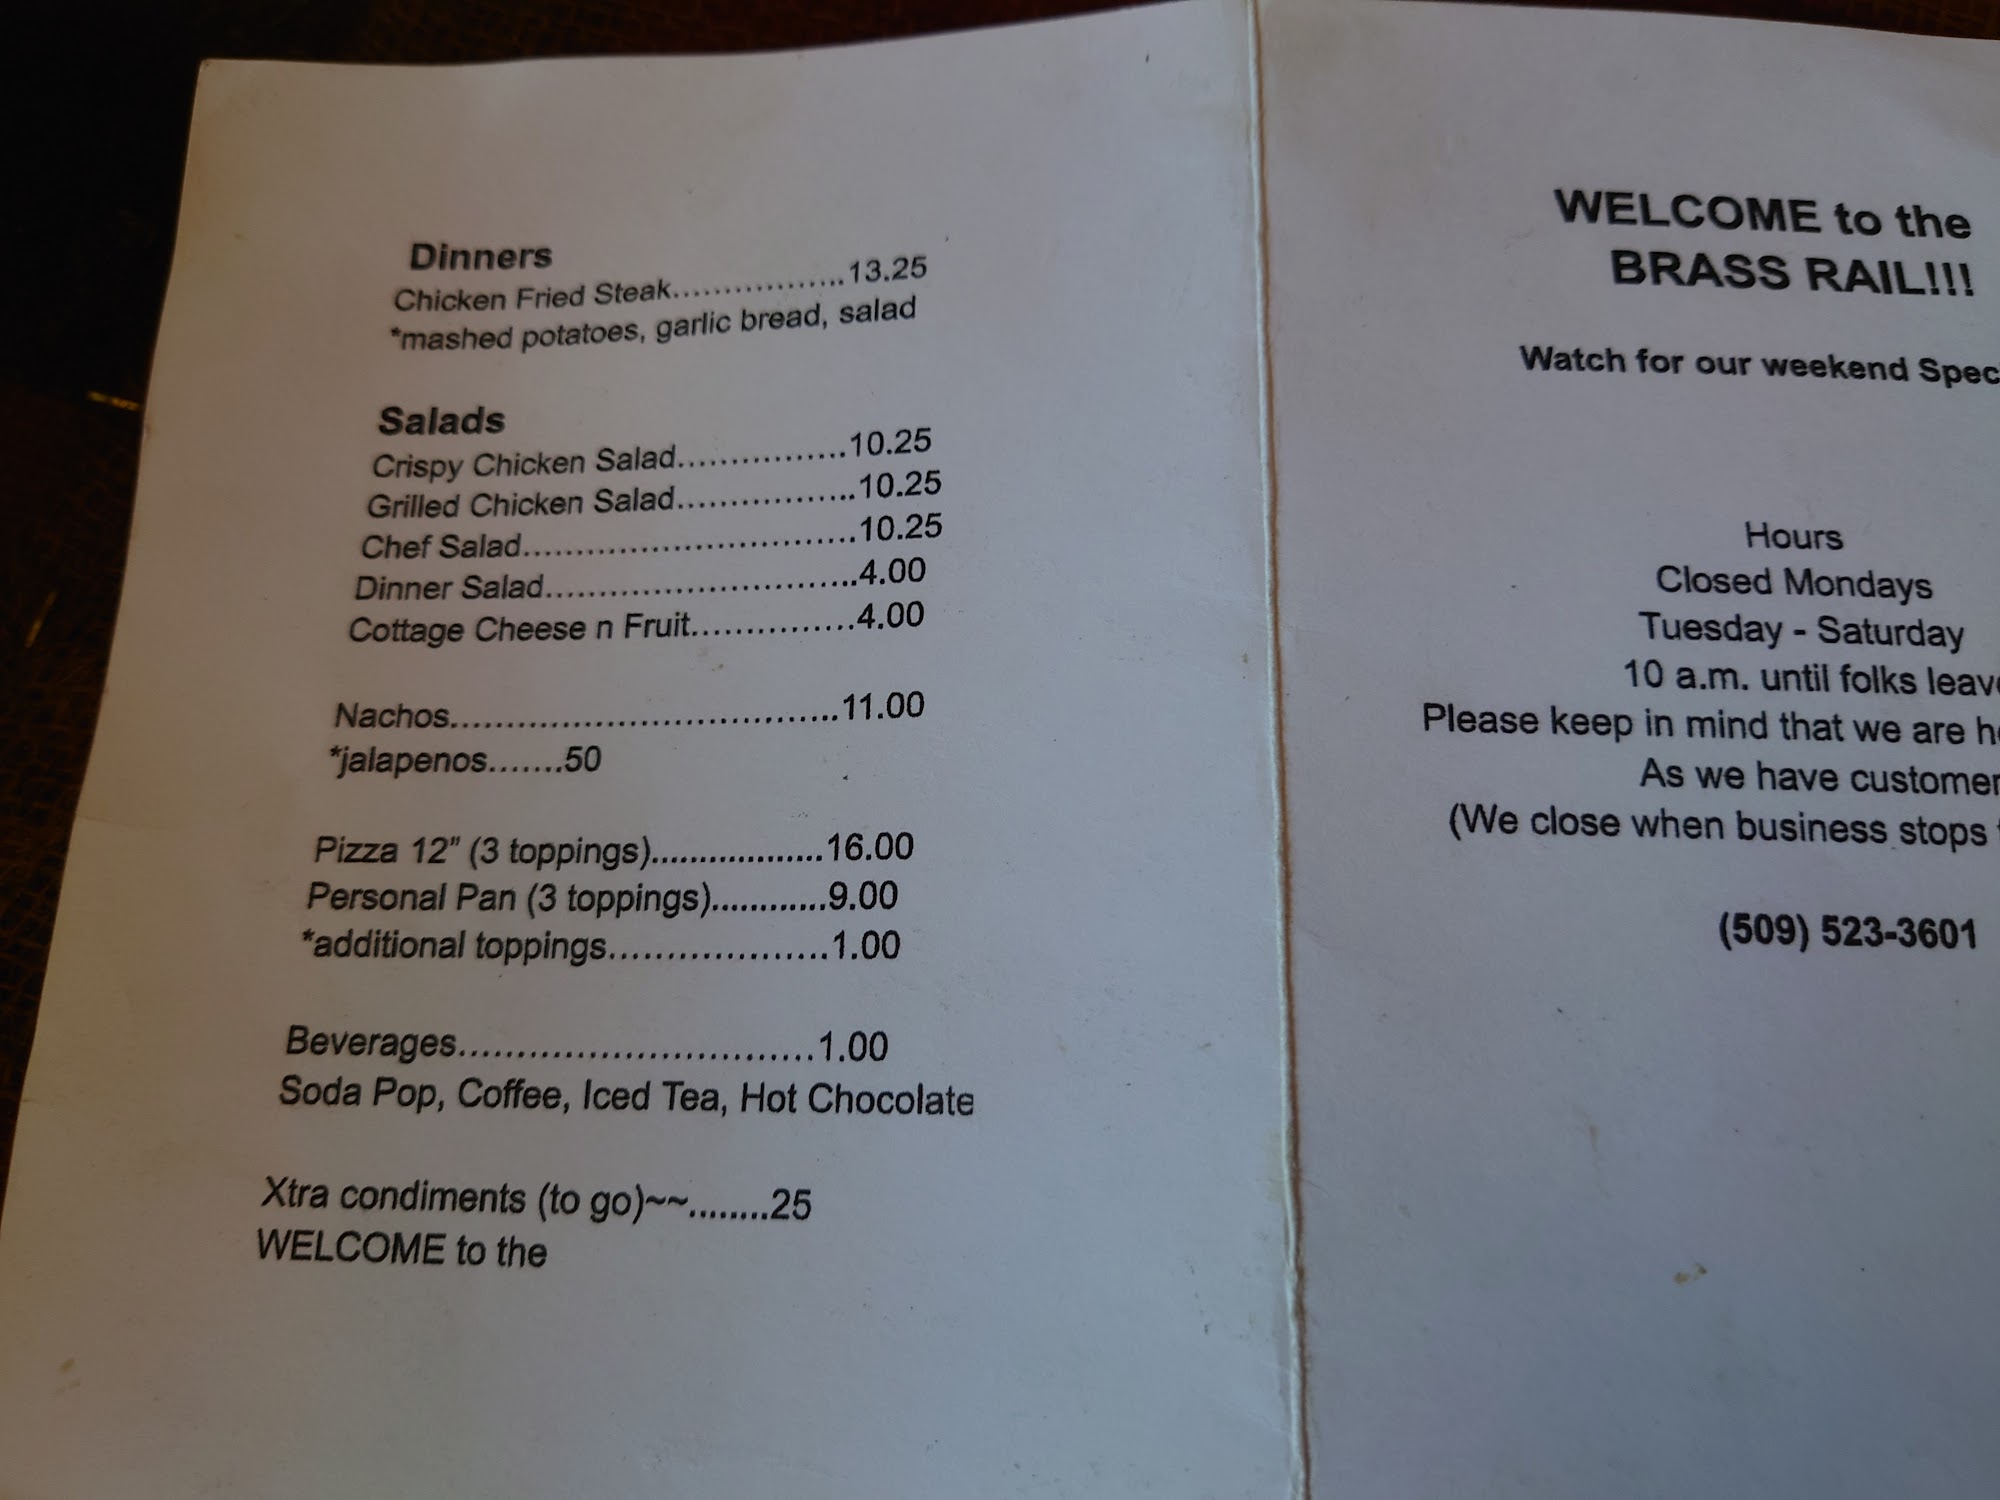 Dinners
Chicken Fried Steak.................13.25
*mashed potatoes, garlic bread, salad
Salads
Crispy Chicken Salad................10.25
Grilled Chicken Salad.................10.25
Chef Salad................................10.25
Dinner Salad..............................4.00
Cottage Cheese n Fruit...............4.00
Nachos.....................................11.00
*jalapenos.......50
Pizza 12" (3 toppings)..................16.00
Personal Pan (3 toppings)............9.00
*additional toppings.....................1.00
Beverages..............................1.00
Soda Pop, Coffee, Iced Tea, Hot Chocolate
Xtra condiments (to go)~~........25
WELCOME to the
WELCOME to the
BRASS RAIL!!!
Watch for our weekend
Hours
Closed Mondays
Tuesday - Saturday
10 a.m. until folks
Please keep in mind that we are
As we have
(We close when business stops
(509) 523-3601